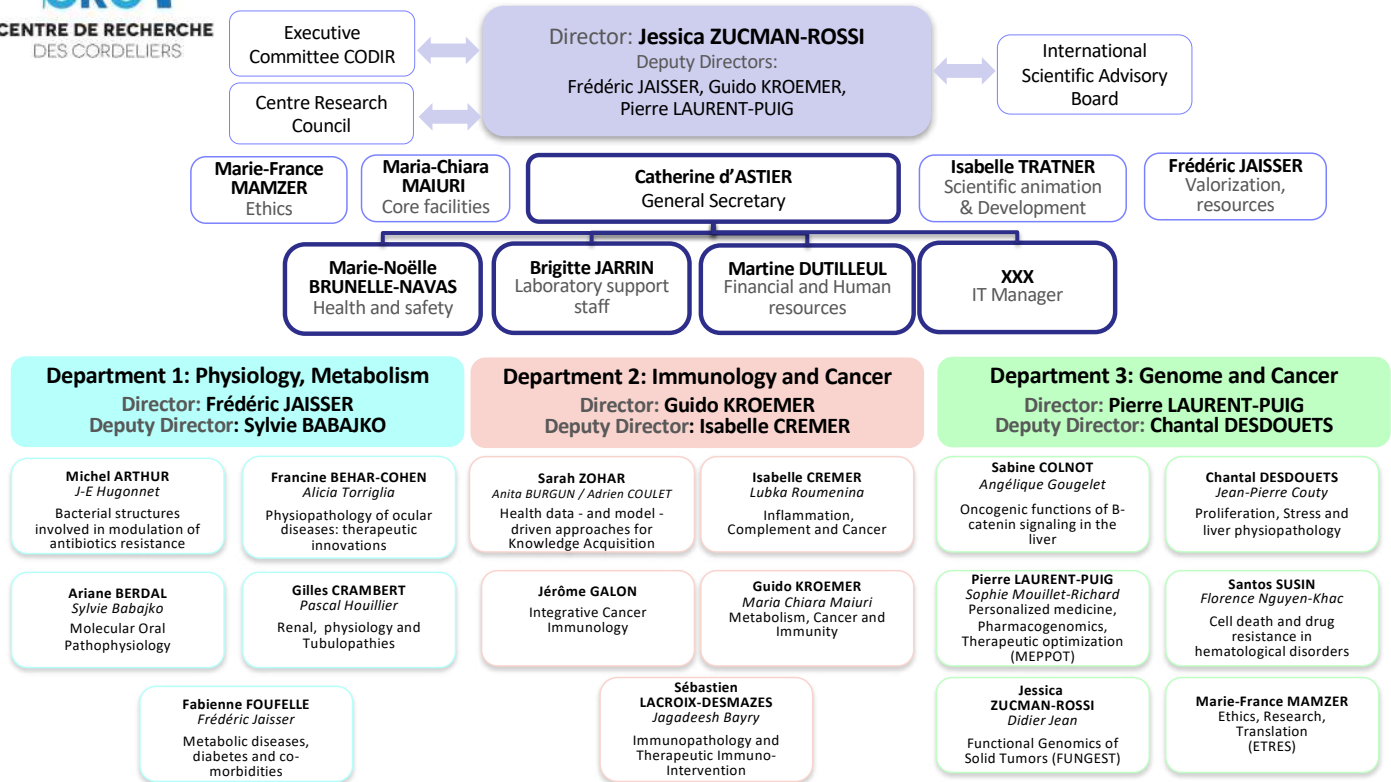 CENTRE DE RECHERCHE
DES CORDELIERS
Executive
Committee CODIR
Centre Research
Council
Director: Jessica ZUCMAN-ROSSI
Deputy Directors:
Frédéric JAISSER, Guido KROEMER,
Pierre LAURENT-PUIG
International
Scientific Advisory
Board
Marie-France
MAMZER
Ethics
Maria-Chiara
MAIURI
Core facilities
Catherine d’ASTIER
General Secretary
Isabelle TRATNER
Scientific animation
& Development
Frédéric JAISSER
Valorization,
resources
Marie-Noëlle
BRUNELLE-NAVAS
Health and safety
Brigitte JARRIN
Laboratory support
staff
Martine DUTILLEUL
Financial and Human
resources
XXX
IT Manager
Department 1: Physiology, Metabolism
Director: Frédéric JAISSER
Deputy Director: Sylvie BABAJKO
Department 2: Immunology and Cancer
Director: Guido KROEMER
Deputy Director: Isabelle CREMER
Department 3: Genome and Cancer
Director: Pierre LAURENT-PUIG
Deputy Director: Chantal DESDOUETS
Michel ARTHUR
J-E Hugonnet
Bacterial structures
involved in modulation of
antibiotics resistance
Francine BEHAR-COHEN
Alicia Torriglia
Physiopathology of ocular
diseases: therapeutic
innovations
Sarah ZOHAR
Anita BURGUN / Adrien COULET
Health data - and model -
driven approaches for
Knowledge Acquisition
Isabelle CREMER
Lubka Roumenina
Inflammation,
Complement and Cancer
Sabine COLNOT
Angélique Gougelet
Oncogenic functions of B-
catenin signaling in the
liver
Chantal DESDOUETS
Jean-Pierre Couty
Proliferation, Stress and
liver physiopathology
Ariane BERDAL
Sylvie Babajko
Molecular Oral
Pathophysiology
Gilles CRAMBERT
Pascal Houillier
Renal, physiology and
Tubulopathies
Jérôme GALON
Integrative Cancer
Immunology
Guido KROEMER
Maria Chiara Maiuri
Metabolism, Cancer and
Immunity
Pierre LAURENT-PUIG
Sophie Mouillet-Richard
Personalized medicine,
Pharmacogenomics,
Therapeutic optimization
(MEPPOT)
Santos SUSIN
Florence Nguyen-Khac
Cell death and drug
resistance in
hematological disorders
Fabienne FOUFELLE
Frédéric Jaisser
Metabolic diseases,
diabetes and co-
morbidities
Sébastien
LACROIX-DESMAZES
Jagadeesh Bayry
Immunopathology and
Therapeutic Immuno-
Intervention
Jessica
ZUCMAN-ROSSI
Didier Jean
Functional Genomics of
Solid Tumors (FUNGEST)
Marie-France MAMZER
Ethics, Research,
Translation
(ETRES)